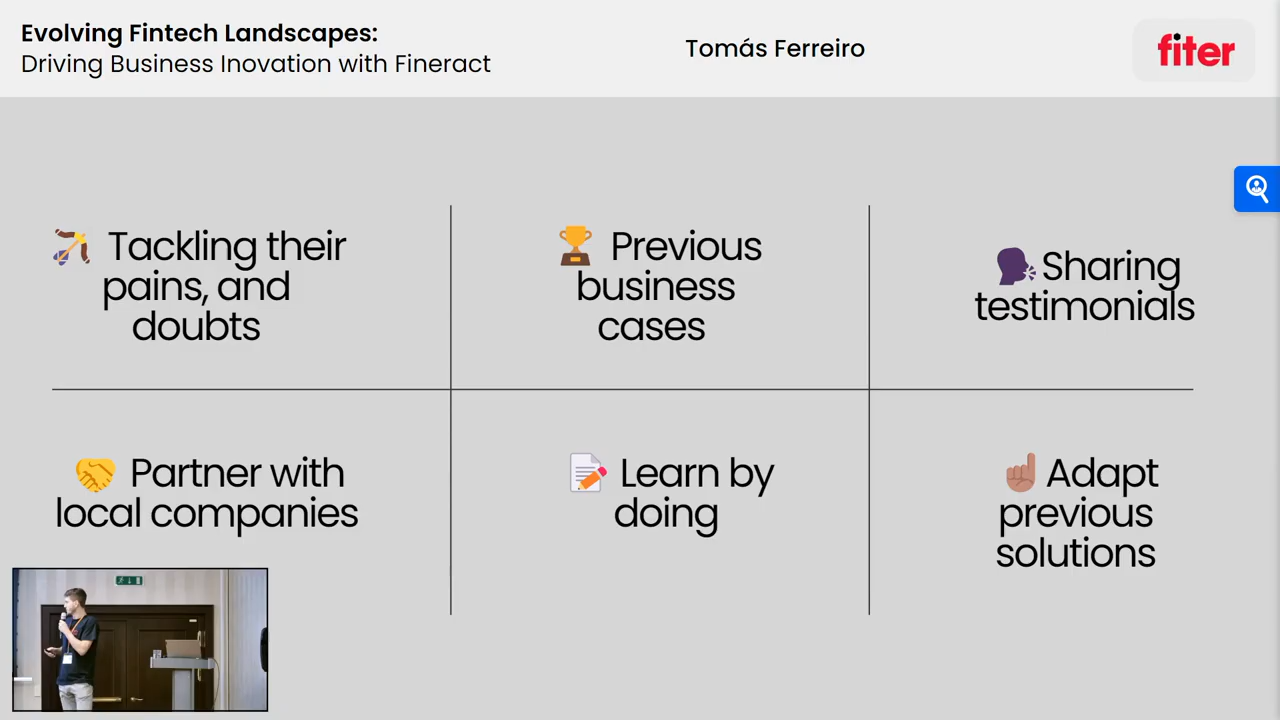 Evolving Fintech Landscapes:
Driving Business Inovation with Fineract
Tomás Ferreiro
fiter
Tackling their
pains, and
doubts
Previous
business
cases
Sharing
testimonials
Partner with
local companies
Learn by
doing
Adapt
previous
solutions